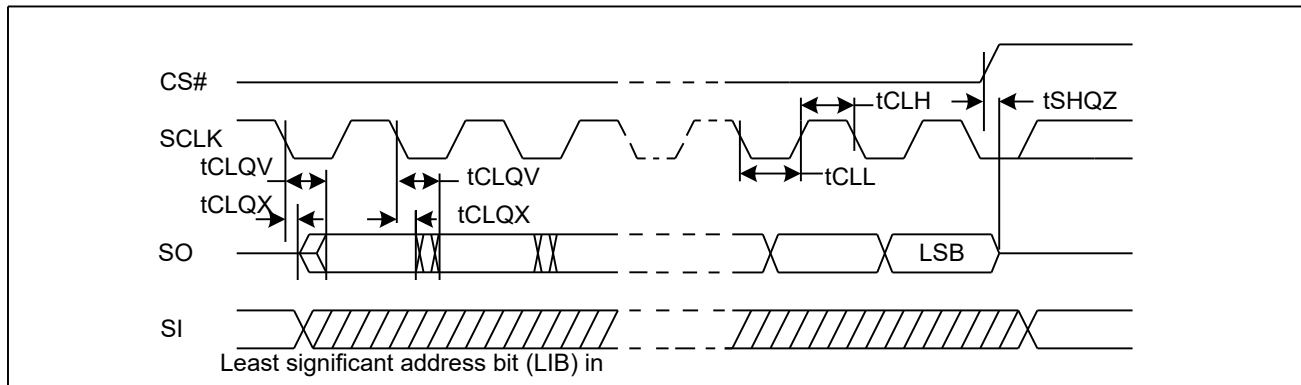 CS#
tCLH
tSHQZ
SCLK
tCLQV
tCLQV
tCLL
tCLQX
tCLQX
SO
LSB
SI
Least significant address bit (LIB) in